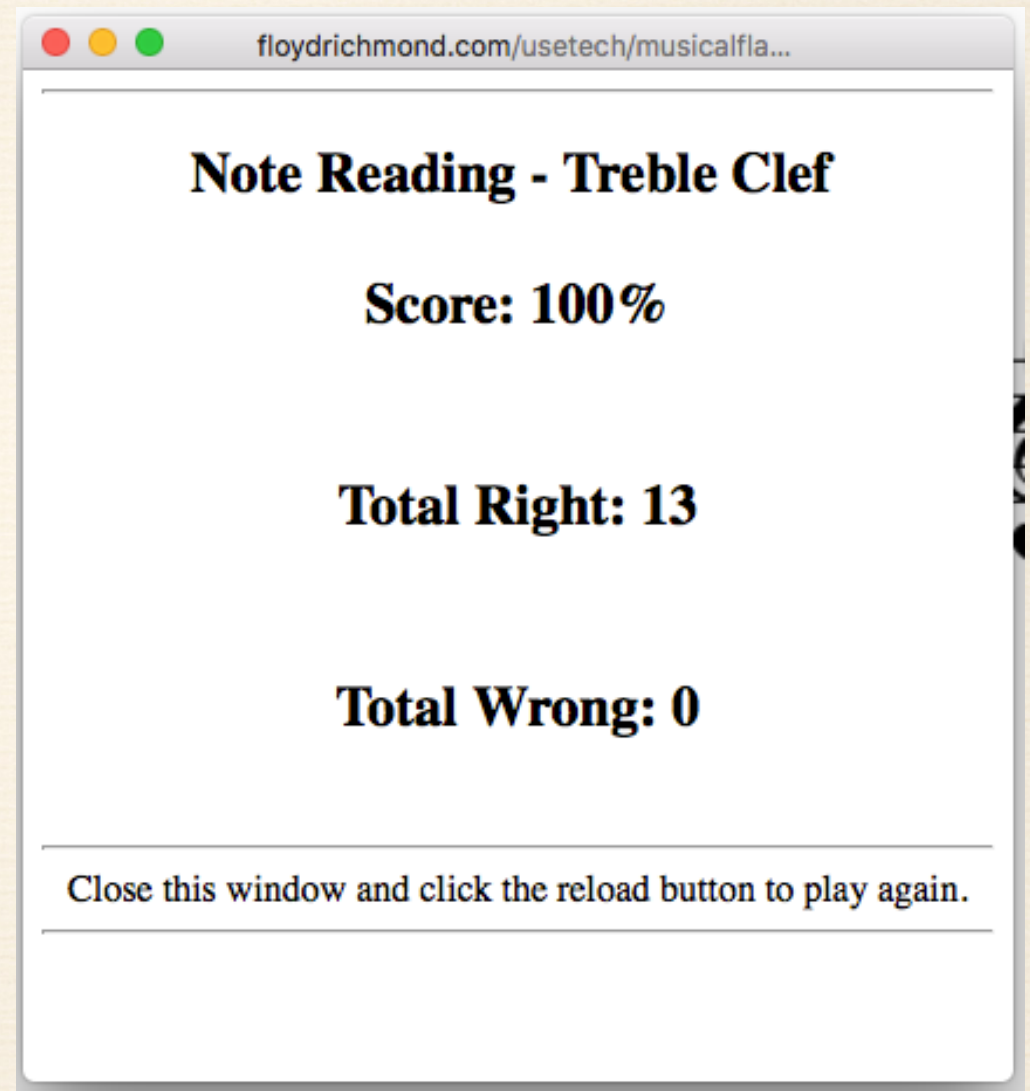 floydrichmond.com/usetech/musicalfla...
Note Reading - Treble Clef
Score: 100%
Total Right: 13
Total Wrong: 0
Close this window and click the reload button to play again.